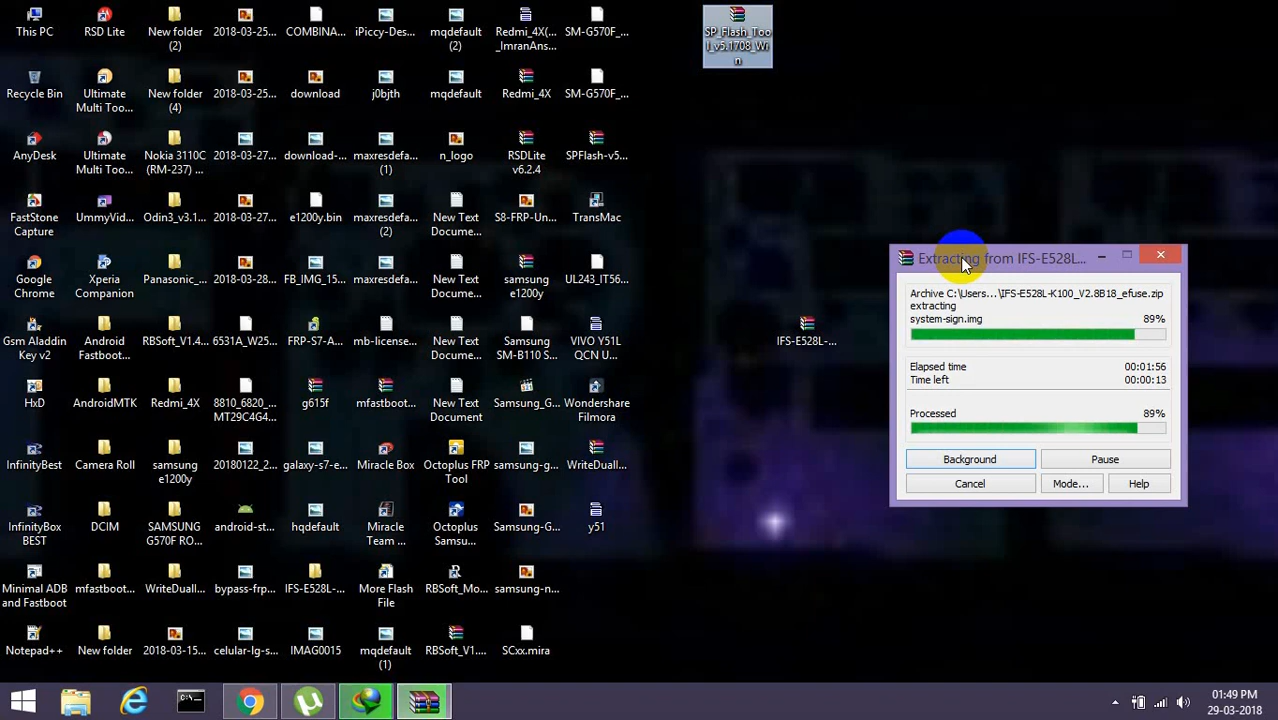 This PC
Recycle Bin
AnyDesk
FastStone
Capture
Google
Chrome
Gsm Aladdin
Key v2
HxD
InfinityBest
InfinityBox
BEST
Minimal ADB
and Fastboot
Notepad++
RSD Lite
Ultimate
Multi Too...
Ultimate
Multi Too...
UmmyVid...
Xperia
Companion
Android
Fastboot...
AndroidMTK
Camera Roll
DCIM
mfastboot...
New folder
New folder
(2)
New folder
(4)
Nokia 3110C
(RM-237) ...
Odin3_v3.1...
Panasonic_...
RBSoft_V1.4...
Redmi_4X
samsung
e1200y
SAMSUNG
G570F RO...
WriteDuall...
2018-03-15...
2018-03-25...
2018-03-25...
2018-03-27...
2018-03-27...
2018-03-28...
6531A_W25...
8810_6820_...
MT29C4G4...
20180122_2...
android-st...
bypass-frp...
celular-lg-s...
COMBINA...
download
download-...
e1200y.bin
FB_IMG_15...
FRP-S7-A...
g615f
galaxy-s7-e...
hqdefault
IFS-E528L-...
IMAG0015
iPiccy-Des...
j0bjth
maxresdefa...
(1)
maxresdefa...
(2)
maxresdefa...
mb-license...
mfastboot...
Miracle Box
Miracle
Team ...
More Flash
File
mqdefault
(1)
mqdefault
(2)
mqdefault
n_logo
New Text
Docume...
New Text
Docume...
New Text
Docume...
New Text
Document
Octoplus FRP
Tool
Octoplus
Samsu...
RBSoft_Mo...
RBSoft_V1....
Redmi_4X(...
_ImranAns...
Redmi_4X
RSDLite
v6.2.4
S8-FRP-Un...
samsung
e1200y
Samsung
SM-B110 S...
Samsung_G...
samsung-g...
Samsung-G...
samsung-n...
SCxx.mira
SM-G570F_...
SM-G570F_...
SPFlash-v5...
TransMac
UL243_IT56...
VIVO Y51L
QCN U...
Wondershare
Filmora
WriteDuall...
y51
SP_Flash_Too
l_v5.1708_Wi
n
IFS-E528L-...
Extracting from IFS-E528L...
Archive C:\Users...\IFS-E528L-K100_V2.8B18_efuse.zip
extracting
system-sign.img 89%
Elapsed time 00:01:56
Time left 00:00:13
Processed 89%
Background Pause
Cancel Mode... Help
01:49 PM
29-03-2018